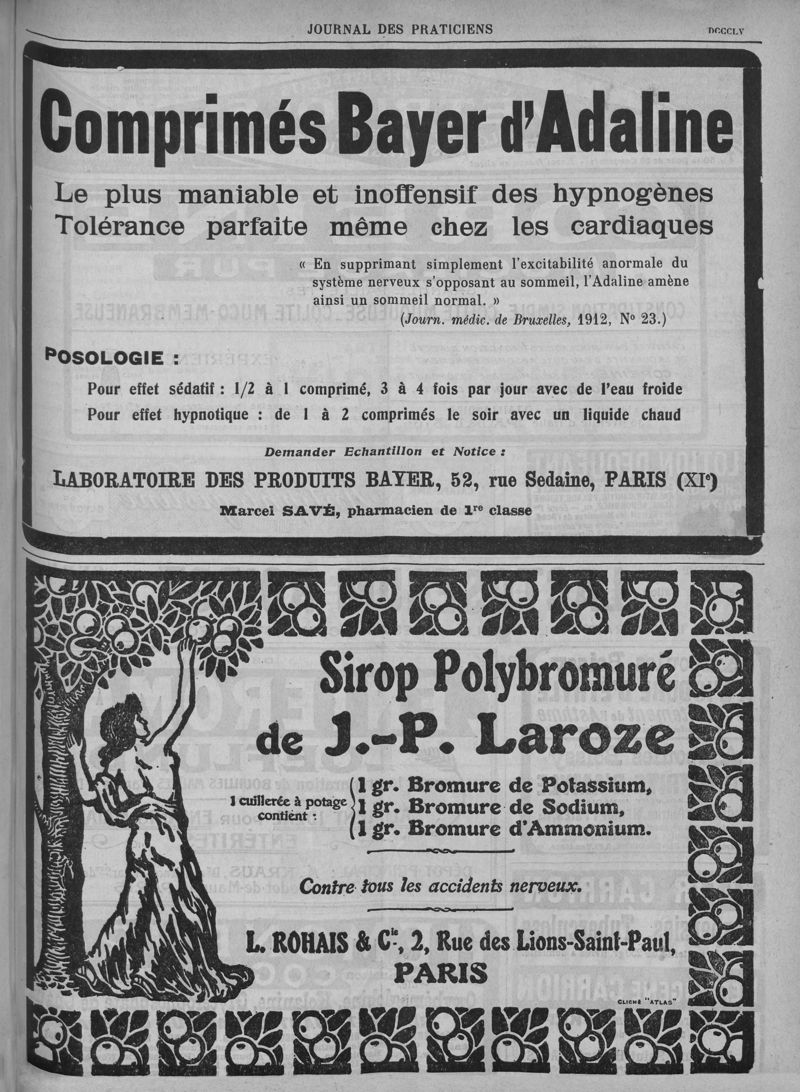 JOURNAL DES PRATICIENS
DCCCLV
Comprimés Bayer d'Adaline
Le plus maniable et inoffensif des hypnogènes
Tolérance parfaite même chez les cardiaques
« En supprimant simplement l'excitabilité anormale du
système nerveux s'opposant au sommeil, l'Adaline amène
ainsi un sommeil normal. »
(Journ. médic. de Bruxelles, 1912, N° 23.)
POSOLOGIE :
Pour effet sédatif : 1/2 à 1 comprimé, 3 à 4 fois par jour avec de l'eau froide
Pour effet hypnotique : de 1 à 2 comprimés le soir avec un liquide chaud
Demander Echantillon et Notice :
LABORATOIRE DES PRODUITS BAYER, 52, rue Sedaine, PARIS (XIe)
Marcel SAVÉ, pharmacien de 1re classe
Sirop Polybromuré
de J.-P. Laroze
1 cuillerée à potage
contient :
1 gr. Bromure de Potassium,
1 gr. Bromure de Sodium,
1 gr. Bromure d'Ammonium.
Contre tous les accidents nerveux.
L. ROHAIS & Cie, 2, Rue des Lions-Saint-Paul,
PARIS
CLICHÉ "ATLAS"